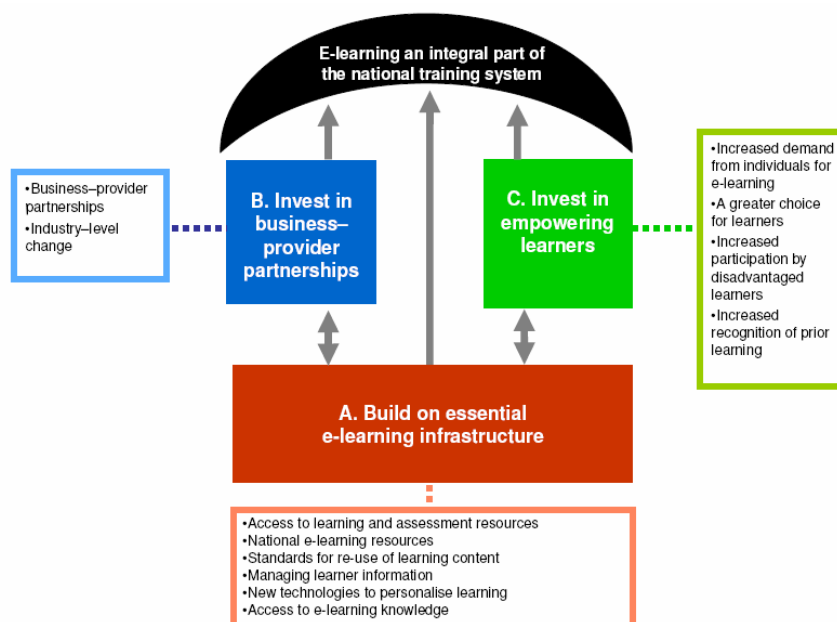 E-learning an integral part of
the national training system
•Business–provider
partnerships
•Industry–level
change
B. Invest in
business–
provider
partnerships
C. Invest in
empowering
learners
•Increased demand
from individuals for
e-learning
•A greater choice
for learners
•Increased
participation by
disadvantaged
learners
•Increased
recognition of prior
learning
A. Build on essential
e-learning infrastructure
•Access to learning and assessment resources
•National e-learning resources
•Standards for re-use of learning content
•Managing learner information
•New technologies to personalise learning
•Access to e-learning knowledge